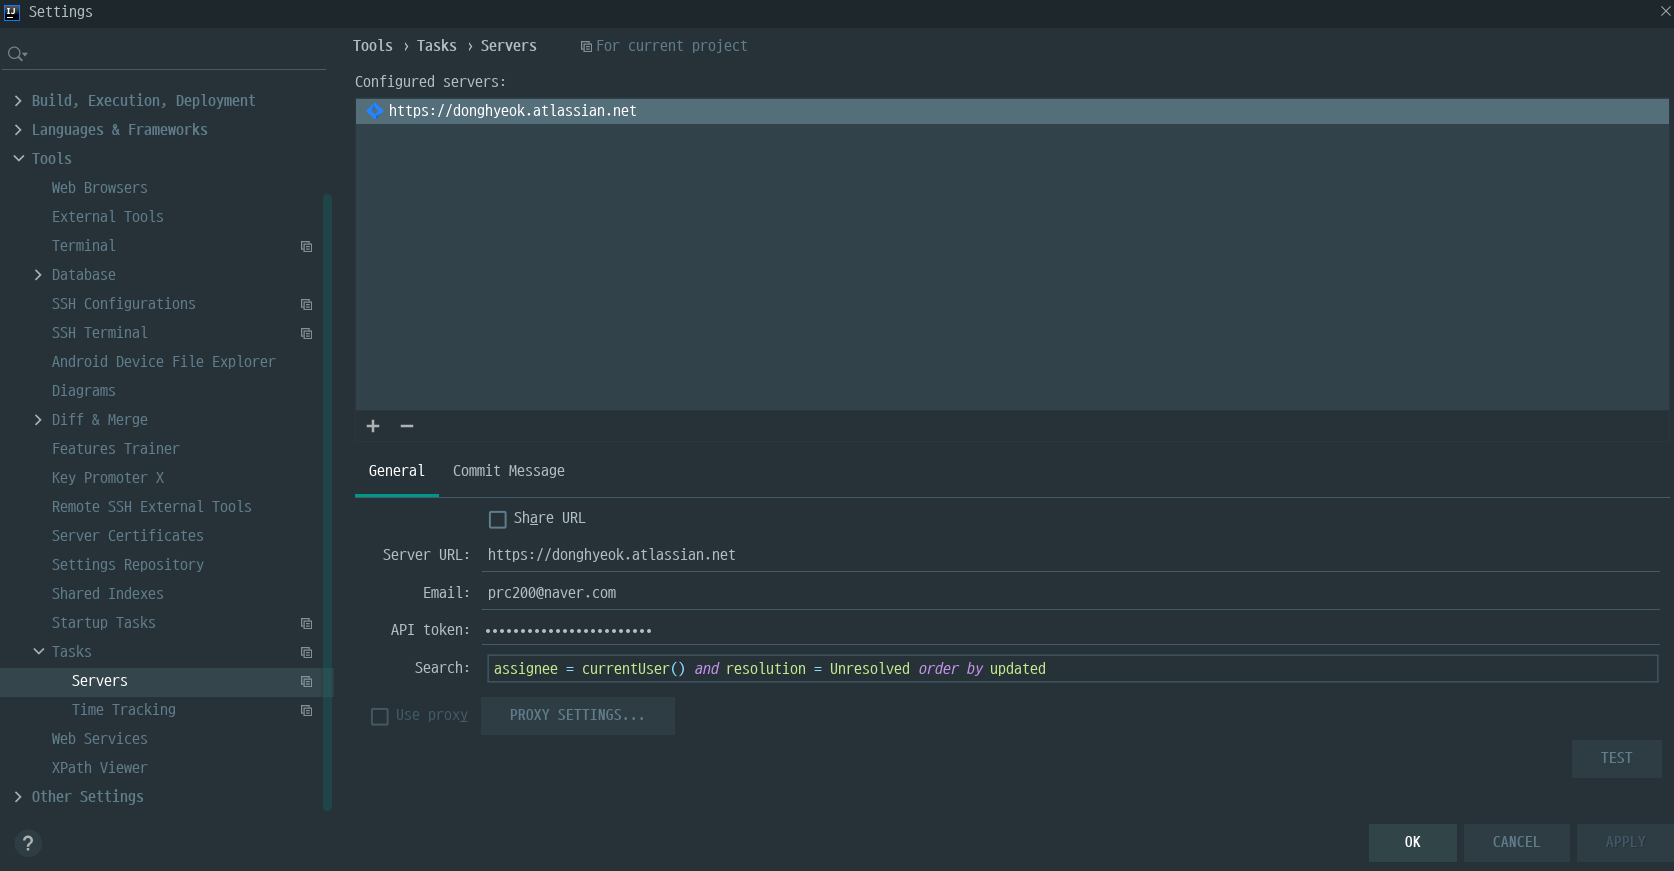 Settings
Build, Execution, Deployment
Languages & Frameworks
Tools
Web Browsers
External Tools
Terminal
Database
SSH Configurations
SSH Terminal
Android Device File Explorer
Diagrams
Diff & Merge
Features Trainer
Key Promoter X
Remote SSH External Tools
Server Certificates
Settings Repository
Shared Indexes
Startup Tasks
Tasks
Servers
Time Tracking
Web Services
XPath Viewer
Other Settings
?
Tools › Tasks › Servers For current project
Configured servers:
https://donghyeok.atlassian.net
General Commit Message
Share URL
Server URL: https://donghyeok.atlassian.net
Email: prc200@naver.com
API token: ••••••••••••••••••••••••
Search: assignee = currentUser() and resolution = Unresolved order by updated
Use proxy PROXY SETTINGS...
TEST
OK CANCEL APPLY